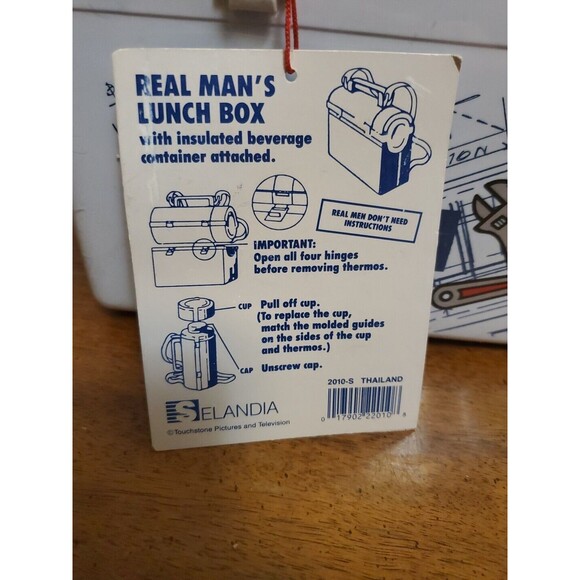 REAL MAN'S
LUNCH BOX
with insulated beverage
container attached.
REAL MEN DON'T NEED
INSTRUCTIONS
IMPORTANT:
Open all four hinges
before removing thermos.
CUP
Pull off cup.
(To replace the cup,
match the molded guides
on the sides of the cup
and thermos.)
CAP
Unscrew cap.
SELANDIA
© Touchstone Pictures and Television
2010-S THAILAND
0 17902 22010 5